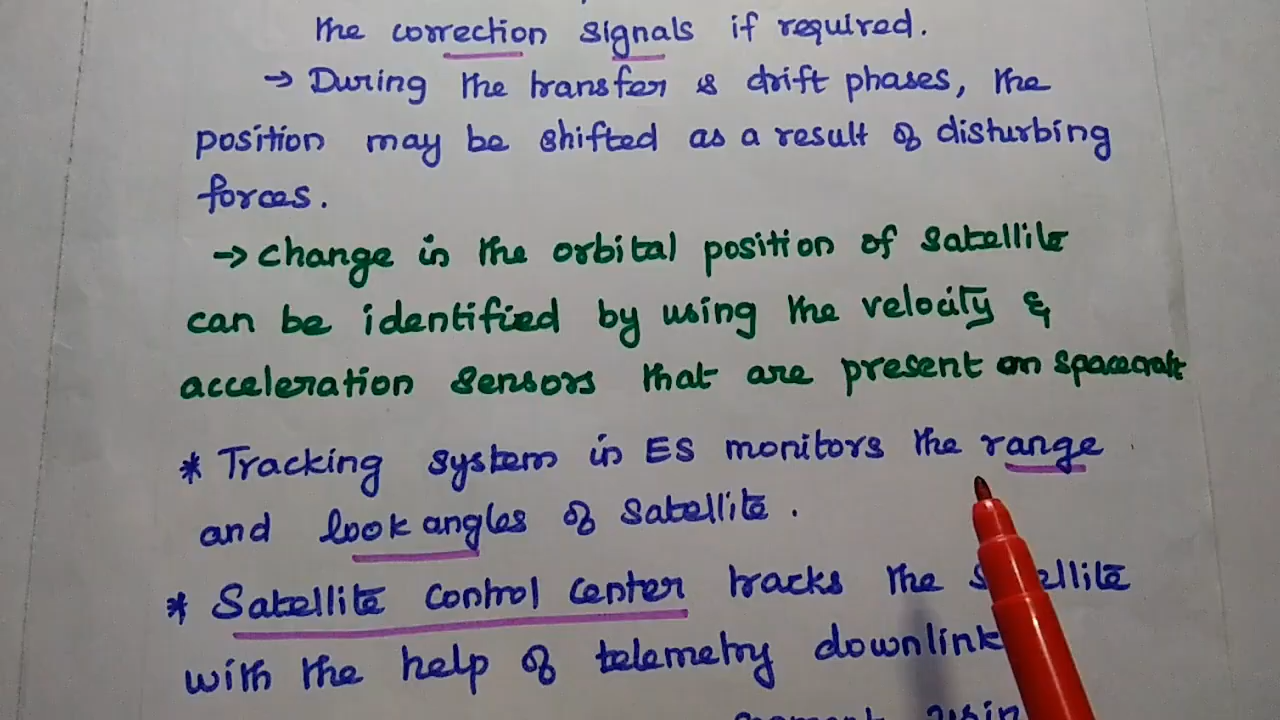 the correction signals if required.
→ During the transfer & drift phases, the
position may be shifted as a result of disturbing
forces.
→ change in the orbital position of satellite
can be identified by using the velocity &
acceleration sensors that are present on spacecraft
* Tracking system in ES monitors the range
and look angles of satellite.
* Satellite control center tracks the satellite
with the help of telemetry downlink